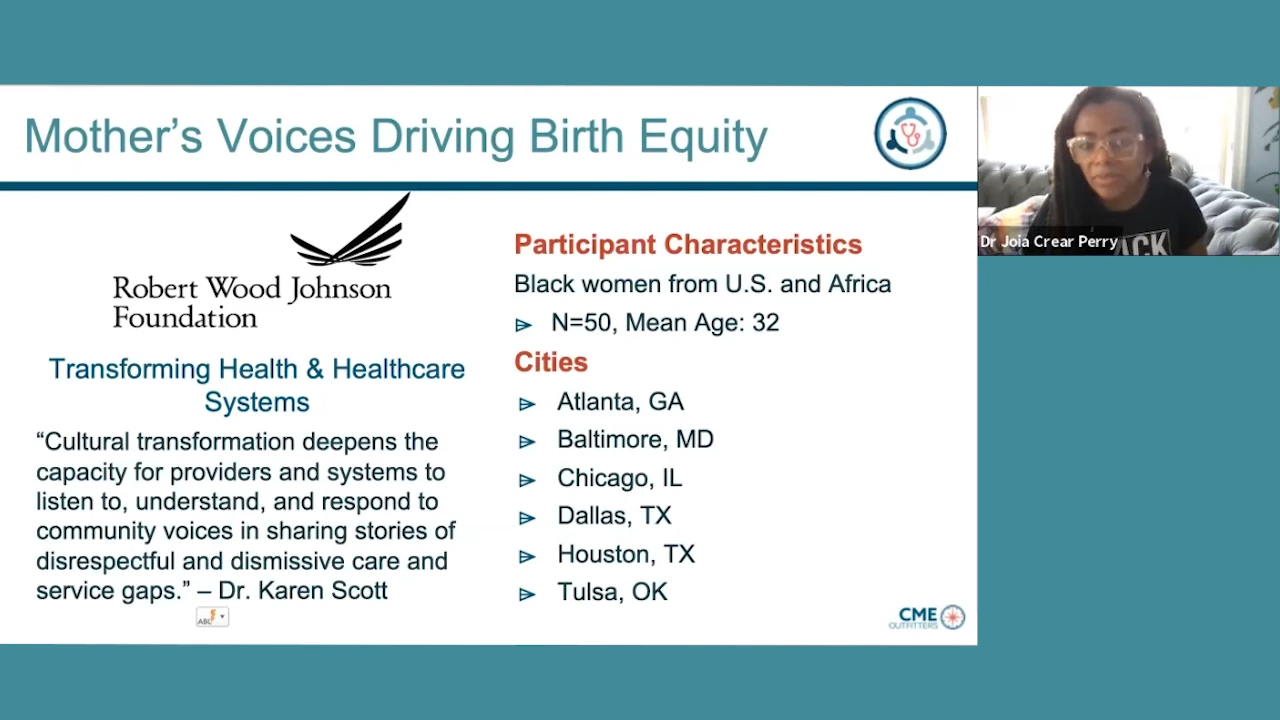 Mother's Voices Driving Birth Equity
Robert Wood Johnson
Foundation
Transforming Health & Healthcare
Systems
“Cultural transformation deepens the
capacity for providers and systems to
listen to, understand, and respond to
community voices in sharing stories of
disrespectful and dismissive care and
service gaps.” – Dr. Karen Scott
ABC
Participant Characteristics
Black women from U.S. and Africa
N=50, Mean Age: 32
Cities
Atlanta, GA
Baltimore, MD
Chicago, IL
Dallas, TX
Houston, TX
Tulsa, OK
CME
OUTFITTERS
Dr Joia Crear Perry